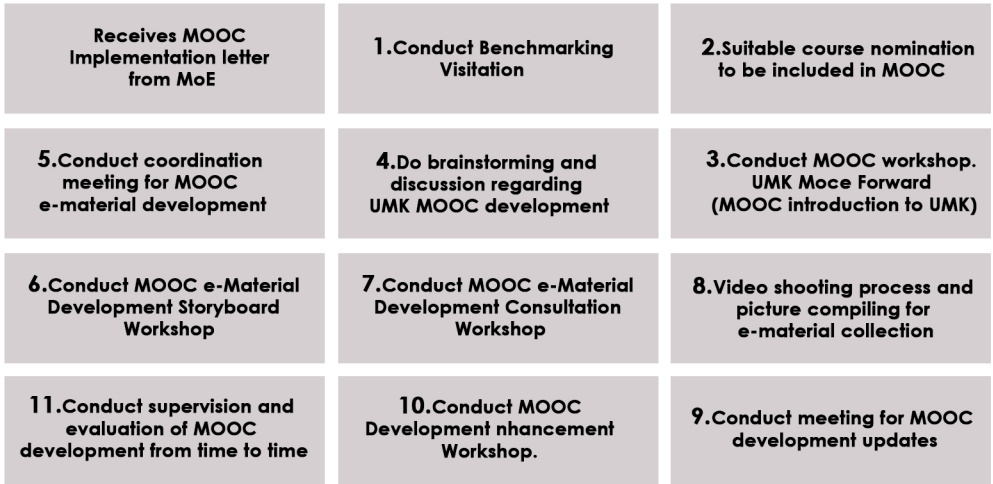 Receives MOOC
Implementation letter
from MoE
1.Conduct Benchmarking
Visitation
2.Suitable course nomination
to be included in MOOC
5.Conduct coordination
meeting for MOOC
e-material development
4.Do brainstorming and
discussion regarding
UMK MOOC development
3.Conduct MOOC workshop.
UMK Moce Forward
(MOOC introduction to UMK)
6.Conduct MOOC e-Material
Development Storyboard
Workshop
7.Conduct MOOC e-Material
Development Consultation
Workshop
8.Video shooting process and
picture compiling for
e-material collection
11.Conduct supervision and
evaluation of MOOC
development from time to time
10.Conduct MOOC
Development nhancement
Workshop.
9.Conduct meeting for MOOC
development updates